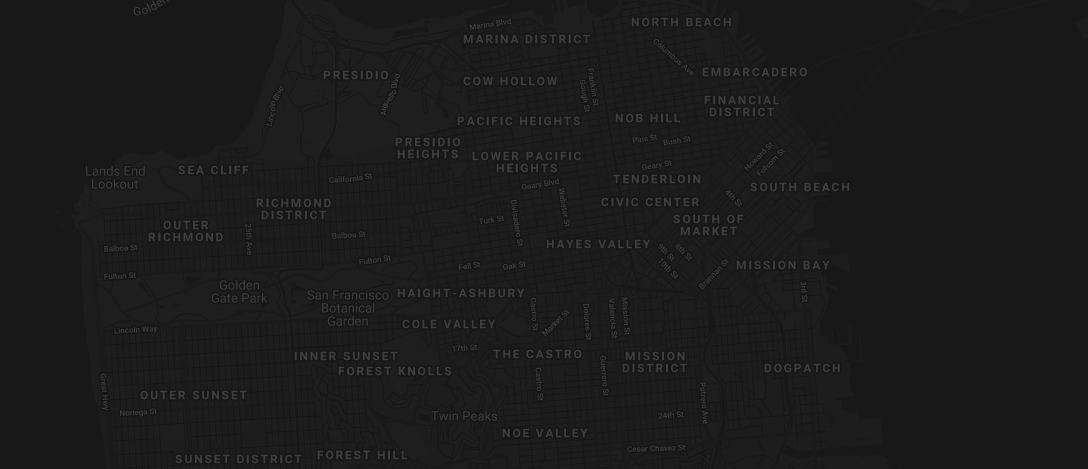 Golden
Marina Blvd
NORTH BEACH
MARINA DISTRICT
Columbus Ave
PRESIDIO
COW HOLLOW
Franklin St
Gough St
EMBARCADERO
Lincoln Blvd
Arguello Blvd
FINANCIAL
DISTRICT
PACIFIC HEIGHTS
NOB HILL
PRESIDIO
HEIGHTS
Pine St
Bush St
LOWER PACIFIC
HEIGHTS
Howard St
Folsom St
Lands End
Lookout
SEA CLIFF
California St
Geary St
Geary Blvd
TENDERLOIN
SOUTH BEACH
RICHMOND
DISTRICT
Divisadero St
Webster St
CIVIC CENTER
4th St
OUTER
RICHMOND
25th Ave
Turk St
SOUTH OF
MARKET
Balboa St
Balboa St
HAYES VALLEY
9th St
8th St
10th St
Fulton St
Fulton St
Fell St
Oak St
Brannan St
MISSION BAY
Golden
Gate Park
San Francisco
Botanical
Garden
HAIGHT-ASHBURY
3rd St
Lincoln Way
COLE VALLEY
Castro St
Market St
Dolores St
Valencia St
Mission St
17th St
INNER SUNSET
THE CASTRO
MISSION
DISTRICT
FOREST KNOLLS
DOGPATCH
Great Hwy
OUTER SUNSET
Castro St
Guerrero St
Potrero Ave
Noriega St
Twin Peaks
24th St
NOE VALLEY
Cesar Chavez St
SUNSET DISTRICT
FOREST HILL